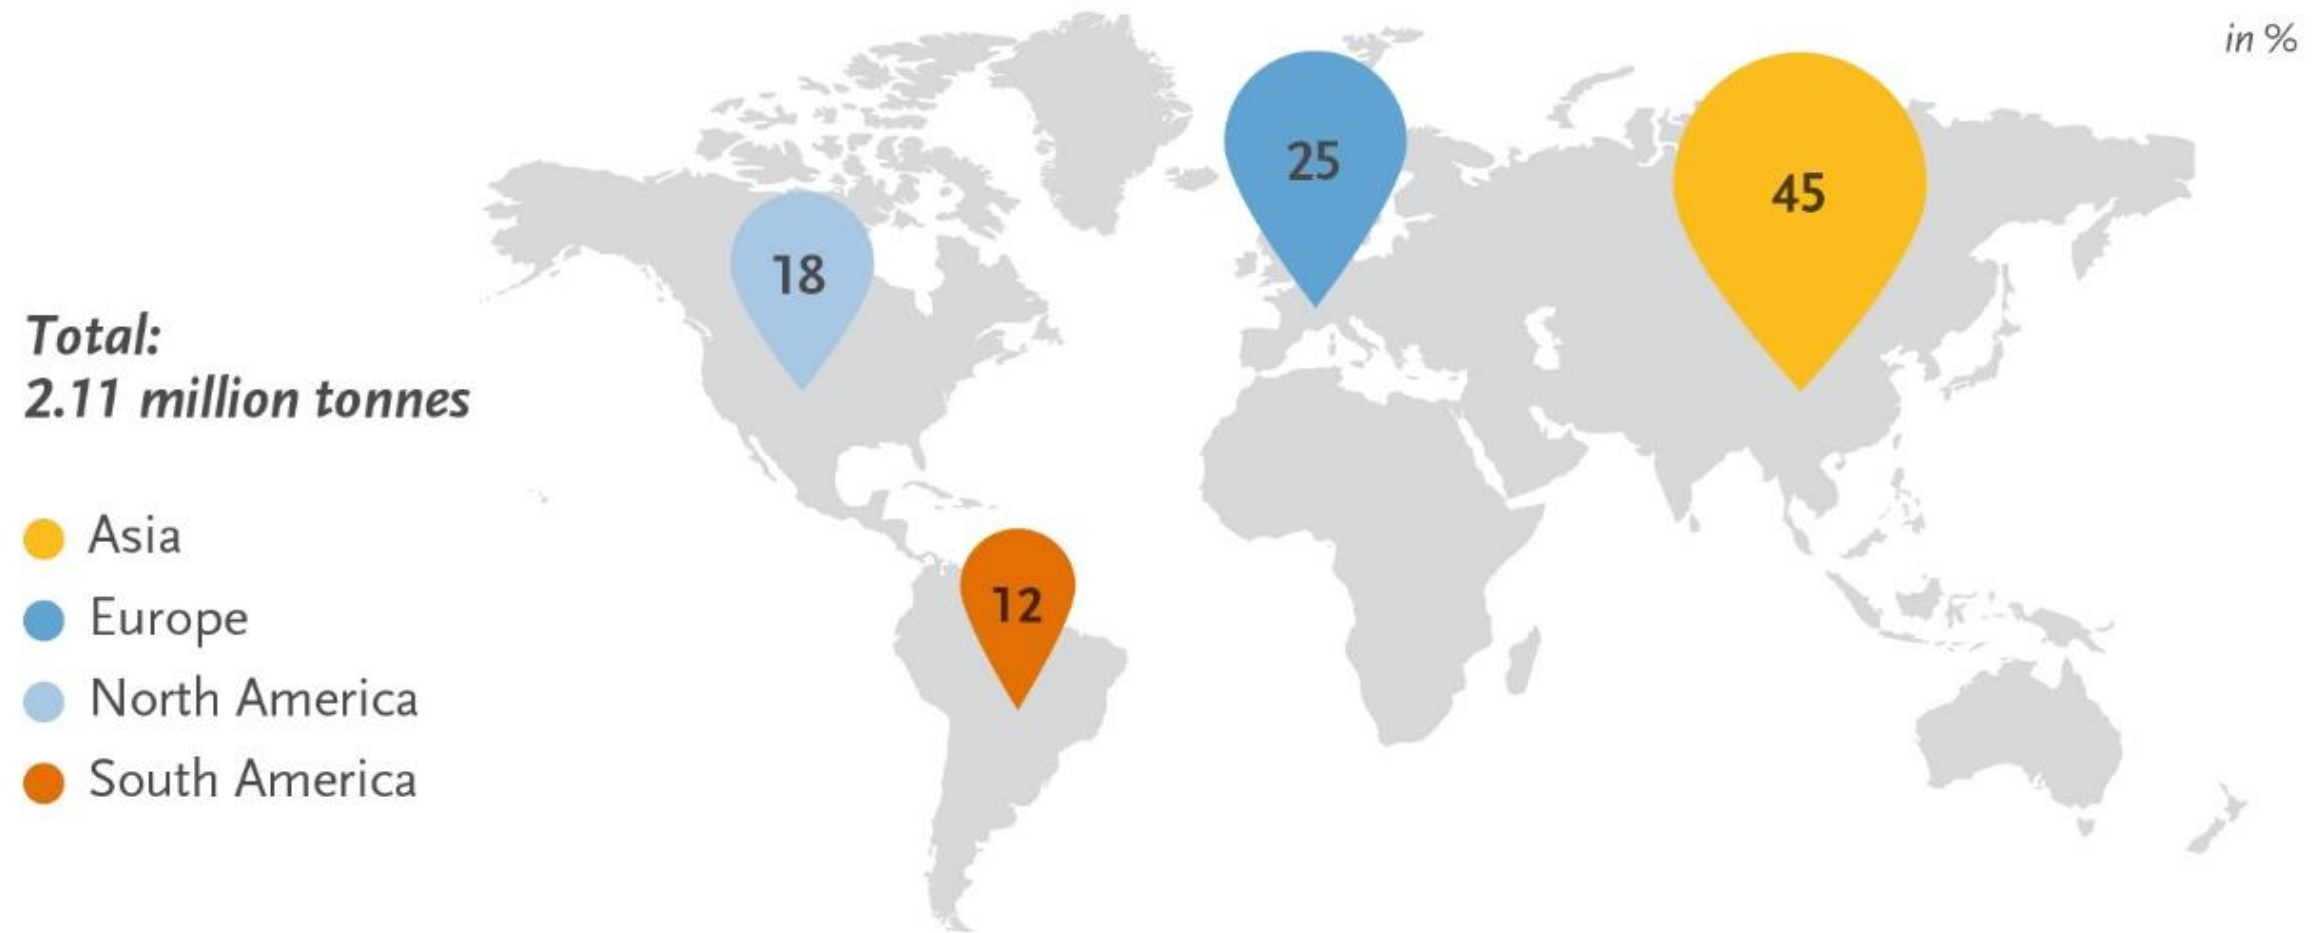 in %
25
45
18
Total:
2.11 million tonnes
Asia
Europe
12
North America
South America